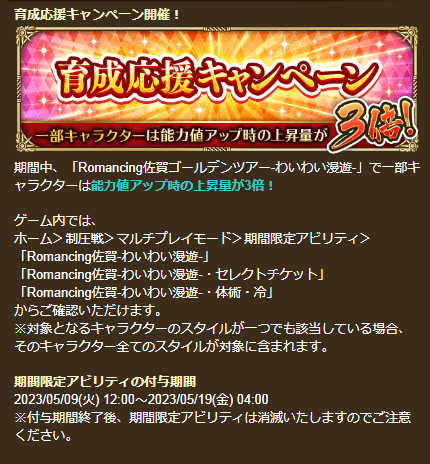 育成応援キャンペーン開催！
育成応援キャンペーン
一部キャラクターは能力値アップ時の上昇量が3倍!
期間中、「Romancing佐賀ゴールデンツアー-わいわい漫遊-」で一部キ
ャラクターは能力値アップ時の上昇量が3倍！
ゲーム内では、
ホーム＞制圧戦＞マルチプレイモード＞期間限定アビリティ＞
「Romancing佐賀-わいわい漫遊-」
「Romancing佐賀-わいわい漫遊-・セレクトチケット」
「Romancing佐賀-わいわい漫遊-・体術・冷」
からご確認いただけます。
※対象となるキャラクターのスタイルが一つでも該当している場合、
そのキャラクター全てのスタイルが対象に含まれます。
期間限定アビリティの付与期間
2023/05/09(火) 12:00～2023/05/19(金) 04:00
※付与期間終了後、期間限定アビリティは消滅いたしますのでご注意
ください。